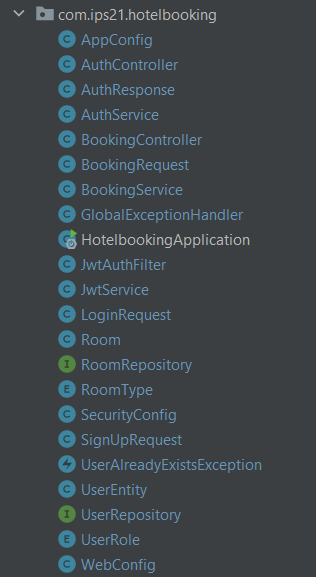 com.ips21.hotelbooking
AppConfig
AuthController
AuthResponse
AuthService
BookingController
BookingRequest
BookingService
GlobalExceptionHandler
HotelbookingApplication
JwtAuthFilter
JwtService
LoginRequest
Room
RoomRepository
RoomType
SecurityConfig
SignUpRequest
UserAlreadyExistsException
UserEntity
UserRepository
UserRole
WebConfig